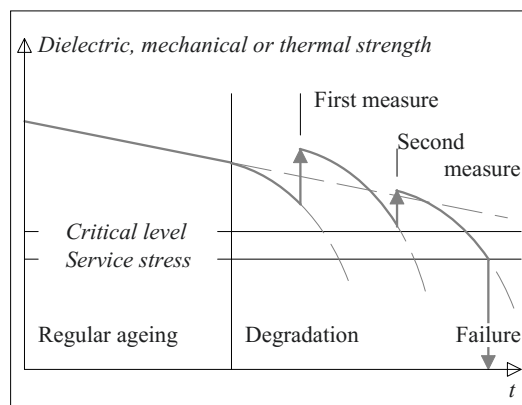 Dielectric, mechanical or thermal strength
First measure
Second
measure
Critical level
Service stress
Regular ageing
Degradation
Failure
t